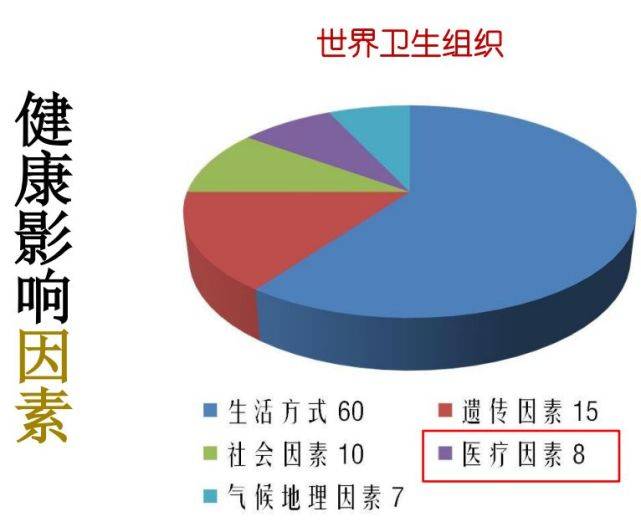 世界卫生组织
健康影响因素
生活方式 60
遗传因素 15
社会因素 10
医疗因素 8
气候地理因素 7